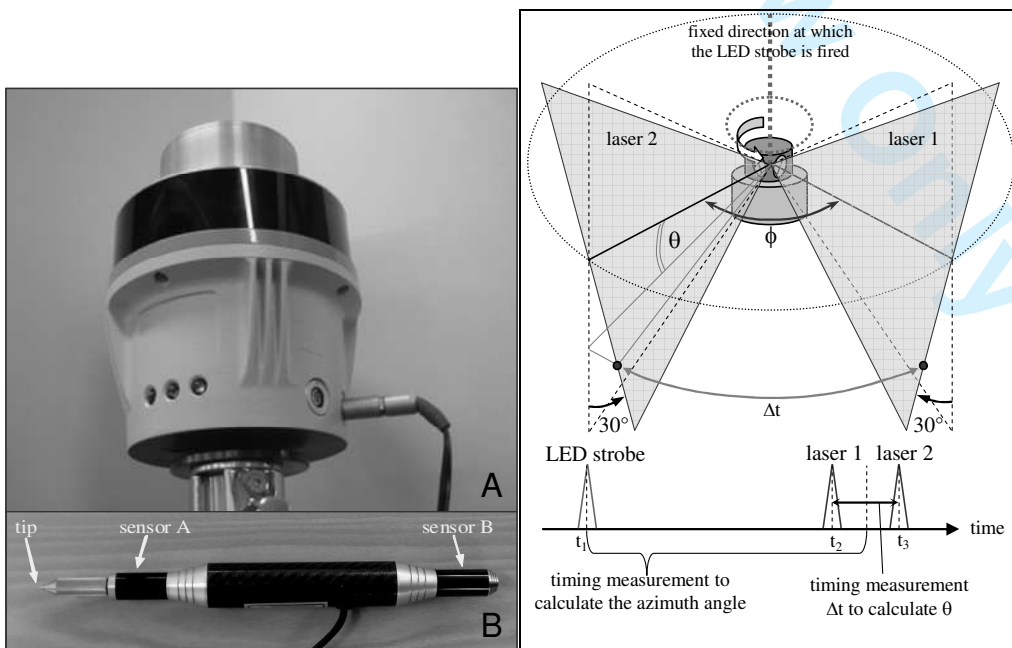 A
tip
sensor A
sensor B
B
fixed direction at which
the LED strobe is fired
laser 2
laser 1
θ
ϕ
Δt
30°
30°
LED strobe
laser 1
laser 2
time
t₁
t₂
t₃
timing measurement to
calculate the azimuth angle
timing measurement
Δt to calculate θ
only